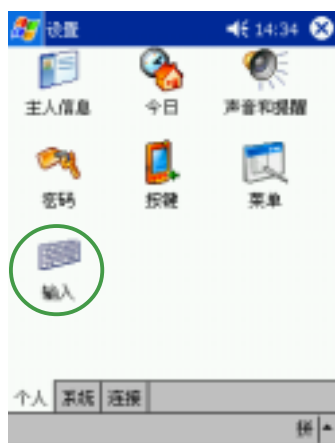 设置 14:34
主人信息 今日 声音和提醒
密码 按键 菜单
输入
个人 系统 连接
拼